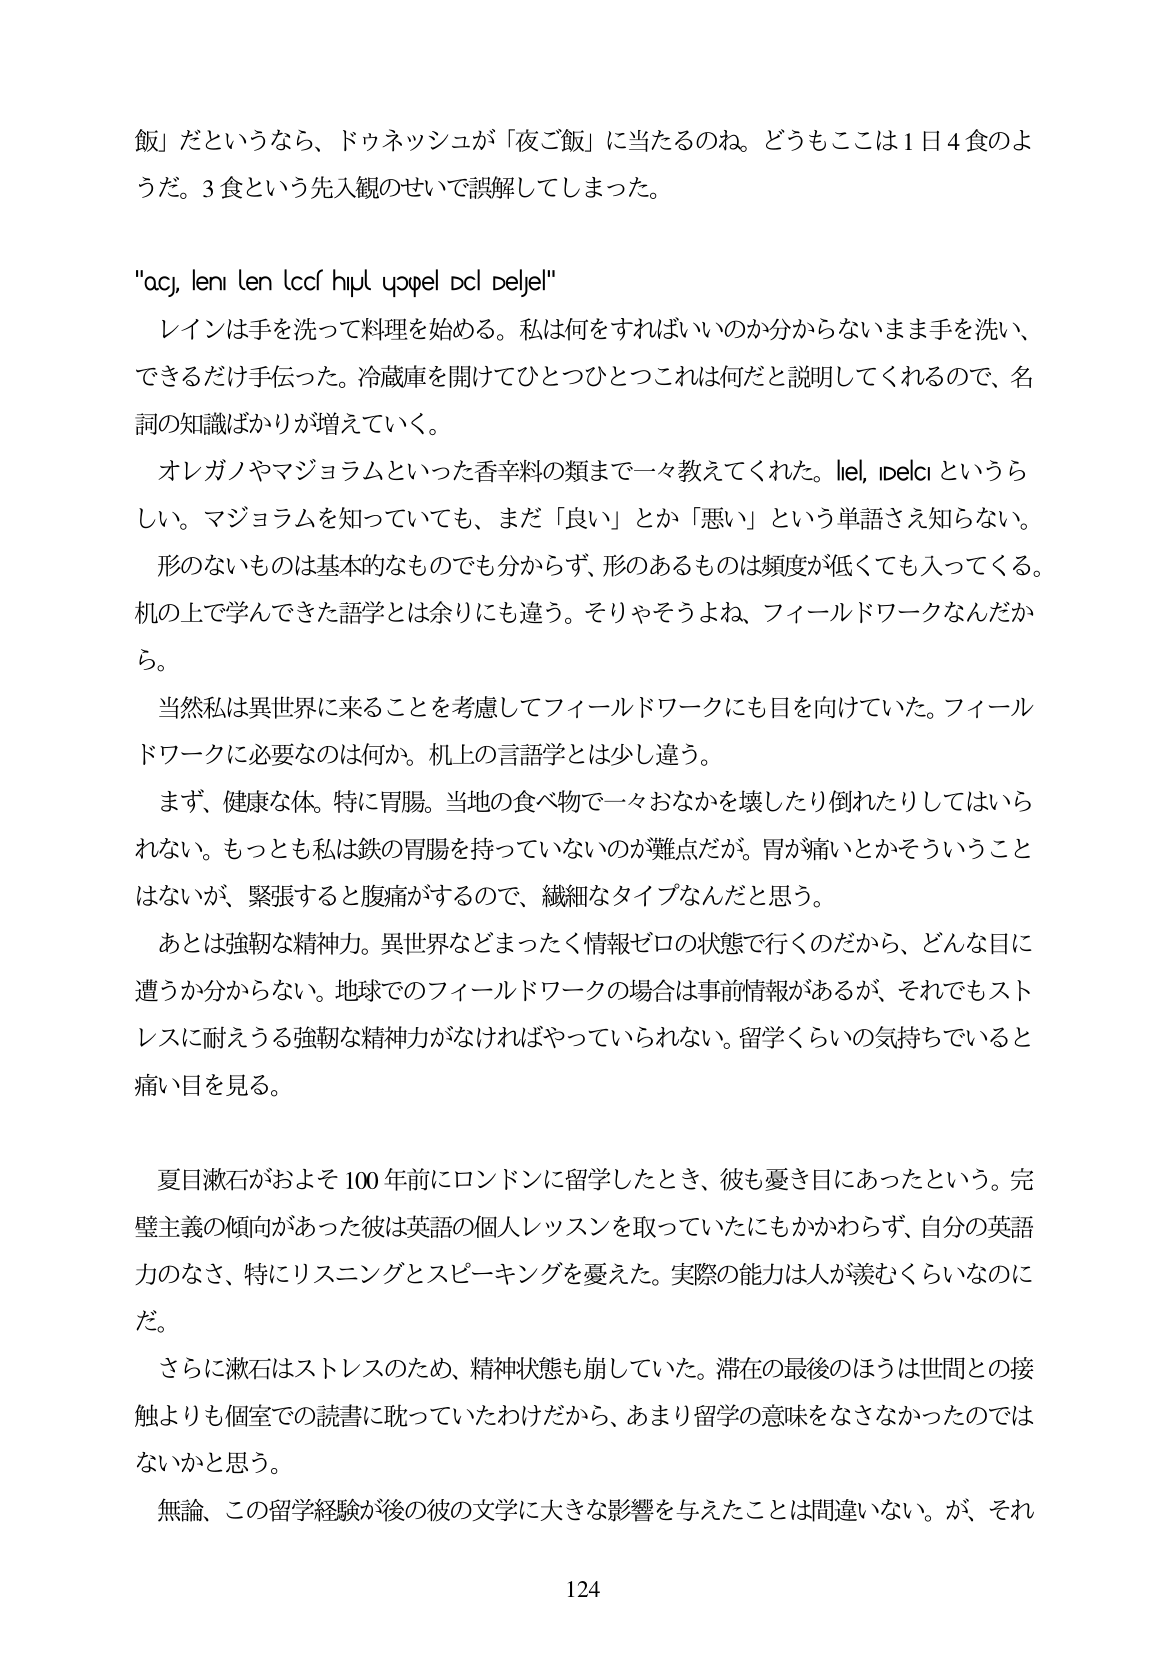 飯」だというなら、ドゥネッシュが「夜ご飯」に当たるのね。どうもここは 1 日 4 食のよ
うだ。3 食という先入観のせいで誤解してしまった。
レインは手を洗って料理を始める。私は何をすればいいのか分からないまま手を洗い、
できるだけ手伝った。冷蔵庫を開けてひとつひとつこれは何だと説明してくれるので、名
詞の知識ばかりが増えていく。
オレガノやマジョラムといった香辛料の類まで一々教えてくれた。というら
しい。マジョラムを知っていても、まだ「良い」とか「悪い」という単語さえ知らない。
形のないものは基本的なものでも分からず、形のあるものは頻度が低くても入ってくる。
机の上で学んできた語学とは余りにも違う。そりゃそうよね、フィールドワークなんだか
ら。
当然私は異世界に来ることを考慮してフィールドワークにも目を向けていた。フィール
ドワークに必要なのは何か。机上の言語学とは少し違う。
まず、健康な体。特に胃腸。当地の食べ物で一々おなかを壊したり倒れたりしてはいら
れない。もっとも私は鉄の胃腸を持っていないのが難点だが。胃が痛いとかそういうこと
はないが、緊張すると腹痛がするので、繊細なタイプなんだと思う。
あとは強靭な精神力。異世界などまったく情報ゼロの状態で行くのだから、どんな目に
遭うか分からない。地球でのフィールドワークの場合は事前情報があるが、それでもスト
レスに耐えうる強靭な精神力がなければやっていられない。留学くらいの気持ちでいると
痛い目を見る。
夏目漱石がおよそ 100 年前にロンドンに留学したとき、彼も憂き目にあったという。完
璧主義の傾向があった彼は英語の個人レッスンを取っていたにもかかわらず、自分の英語
力のなさ、特にリスニングとスピーキングを憂えた。実際の能力は人が羨むくらいなのに
だ。
さらに漱石はストレスのため、精神状態も崩していた。滞在の最後のほうは世間との接
触よりも個室での読書に耽っていたわけだから、あまり留学の意味をなさなかったのでは
ないかと思う。
無論、この留学経験が後の彼の文学に大きな影響を与えたことは間違いない。が、それ
124